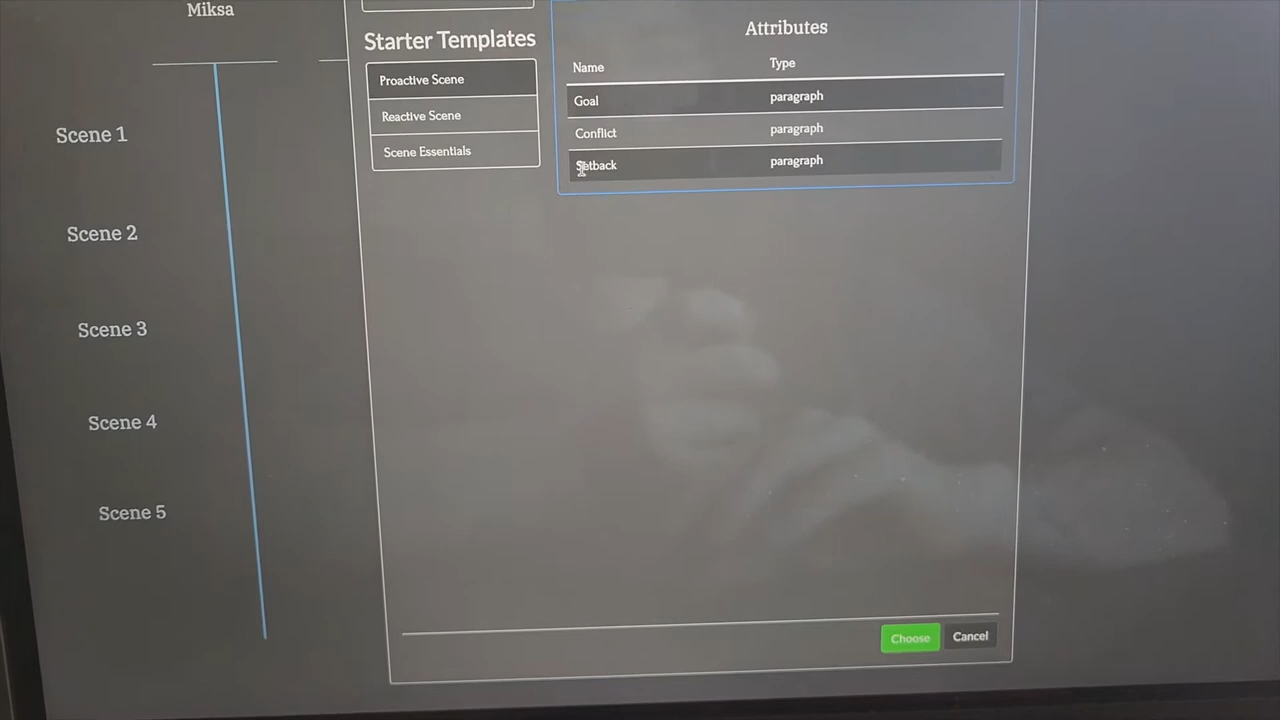 Miksa
Scene 1
Scene 2
Scene 3
Scene 4
Scene 5
Starter Templates
Proactive Scene
Reactive Scene
Scene Essentials
Attributes
Name Type
Goal paragraph
Conflict paragraph
Setback paragraph
Choose Cancel